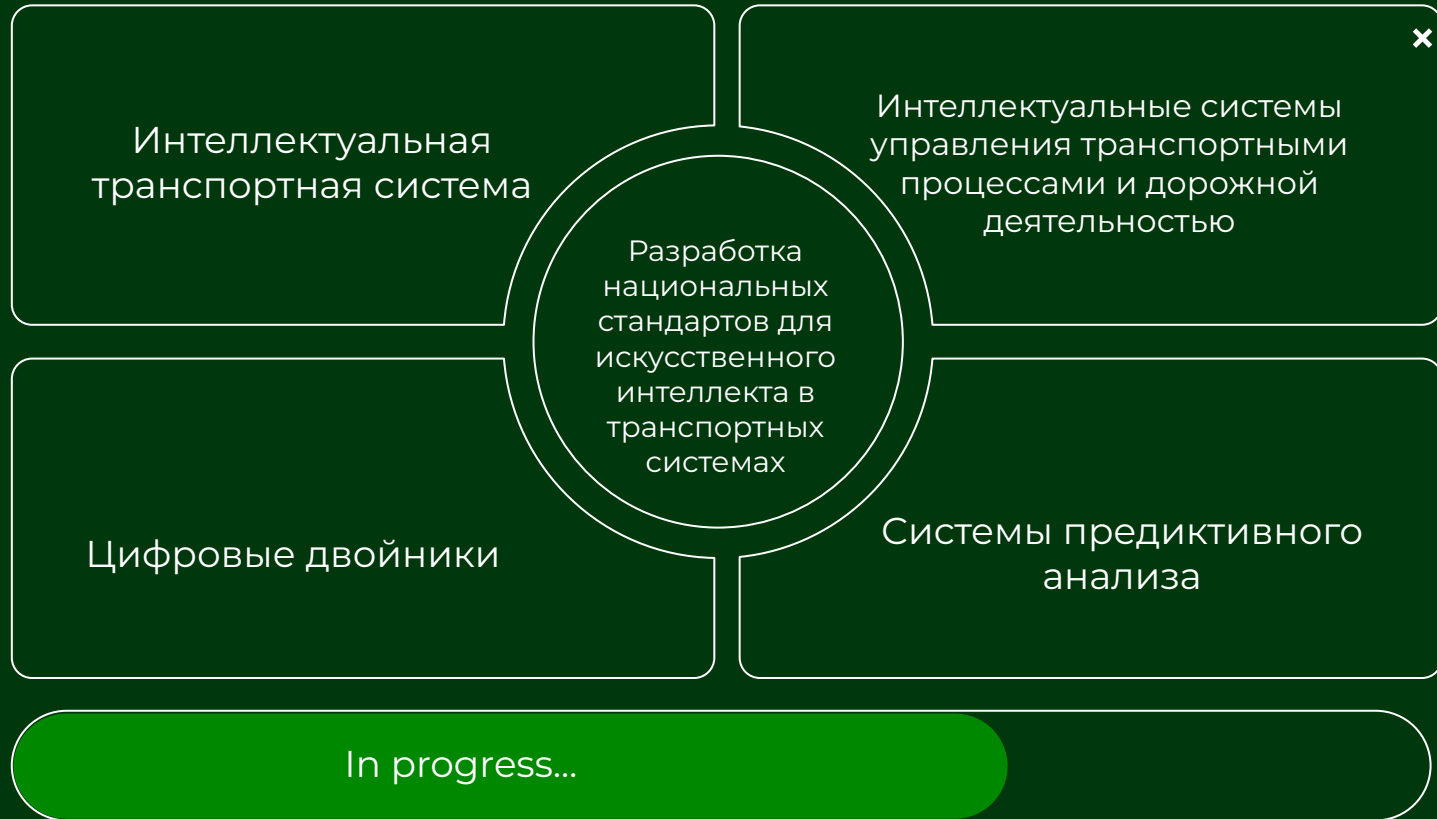 Интеллектуальная
транспортная система
Интеллектуальные системы
управления транспортными
процессами и дорожной
деятельностью
Разработка
национальных
стандартов для
искусственного
интеллекта в
транспортных
системах
Цифровые двойники
Системы предиктивного
анализа
In progress...